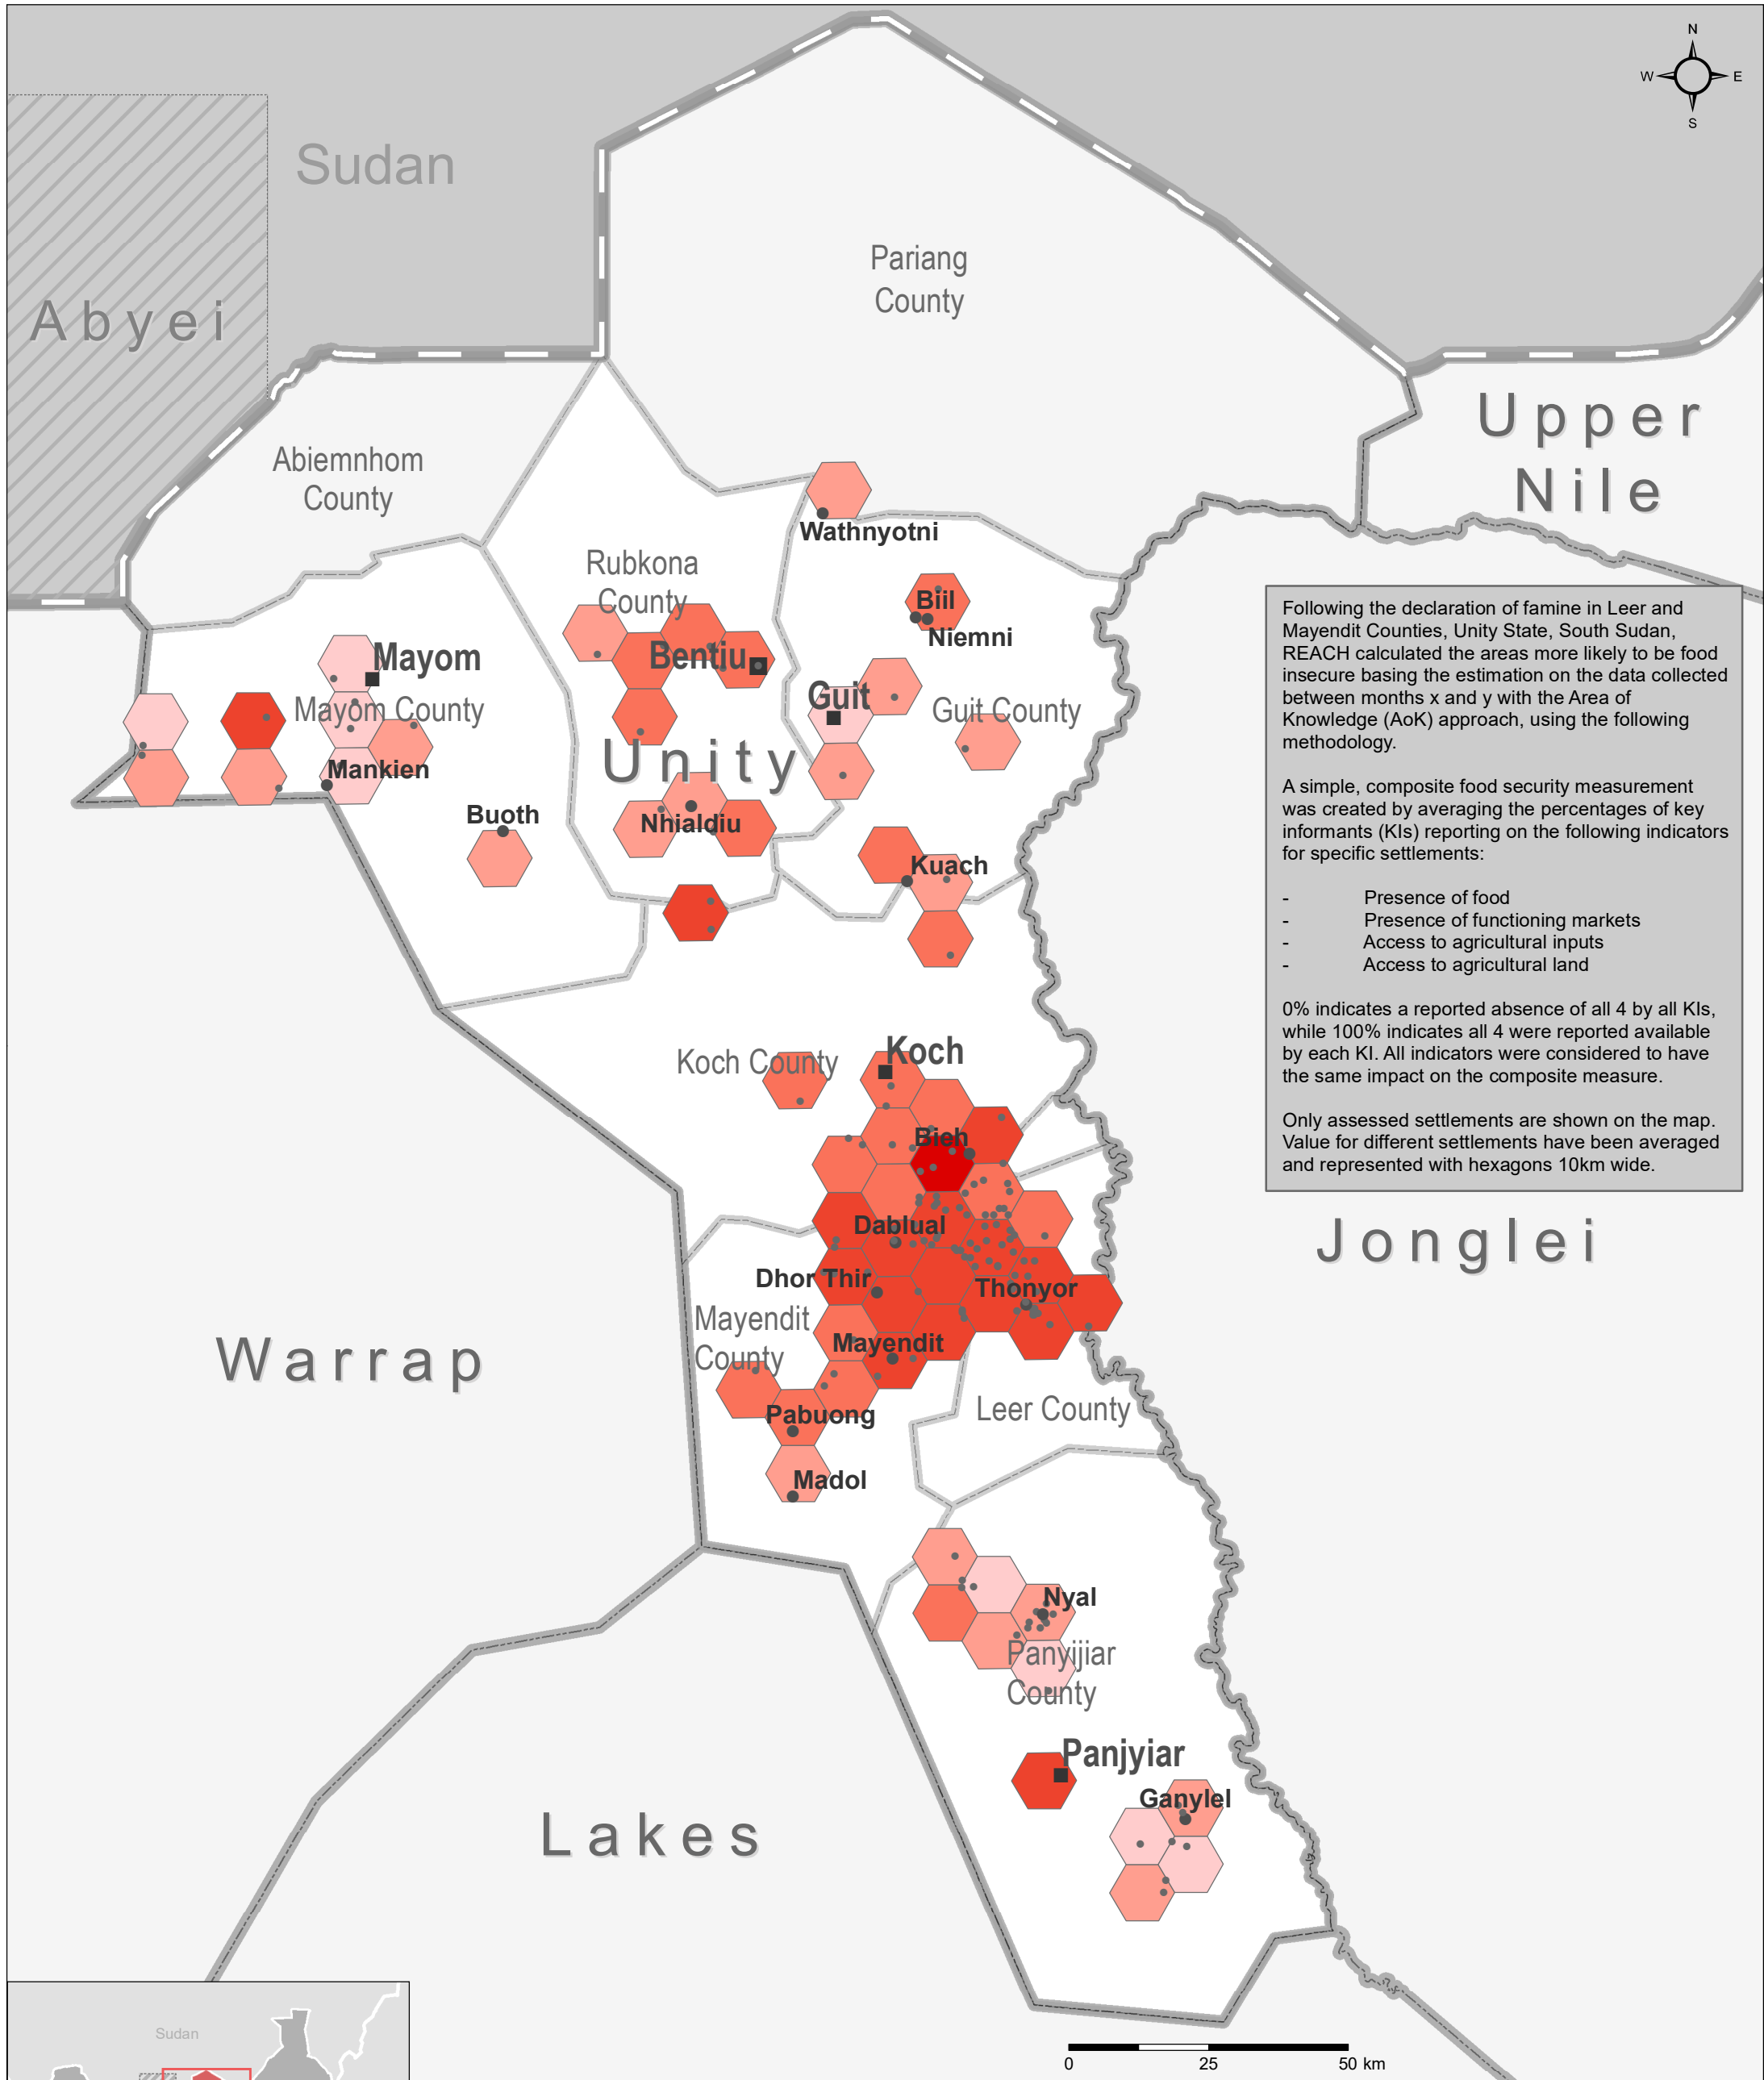 N
W
E
S
Sudan
Abyei
Pariang
County
Upper
Nile
Abiemnhom
County
Wathnyotni
Rubkona
County
Biil
Niemni
Bentiu
Mayom
Mayom County
Guit
Guit County
Unity
Mankien
Buoth
Nhialdiu
Kuach
Following the declaration of famine in Leer and
Mayendit Counties, Unity State, South Sudan,
REACH calculated the areas more likely to be food
insecure basing the estimation on the data collected
between months x and y with the Area of
Knowledge (AoK) approach, using the following
methodology.
A simple, composite food security measurement
was created by averaging the percentages of key
informants (KIs) reporting on the following indicators
for specific settlements:
- Presence of food
- Presence of functioning markets
- Access to agricultural inputs
- Access to agricultural land
0% indicates a reported absence of all 4 by all KIs,
while 100% indicates all 4 were reported available
by each KI. All indicators were considered to have
the same impact on the composite measure.
Only assessed settlements are shown on the map.
Value for different settlements have been averaged
and represented with hexagons 10km wide.
Koch
Koch County
Bieh
Dablual
Jonglei
Dhor Thir
Thonyor
Mayendit
County
Mayendit
Warrap
Leer County
Pabuong
Madol
Nyal
Panyijiar
County
Panjyiar
Ganylel
Lakes
Sudan
0 25 50 km